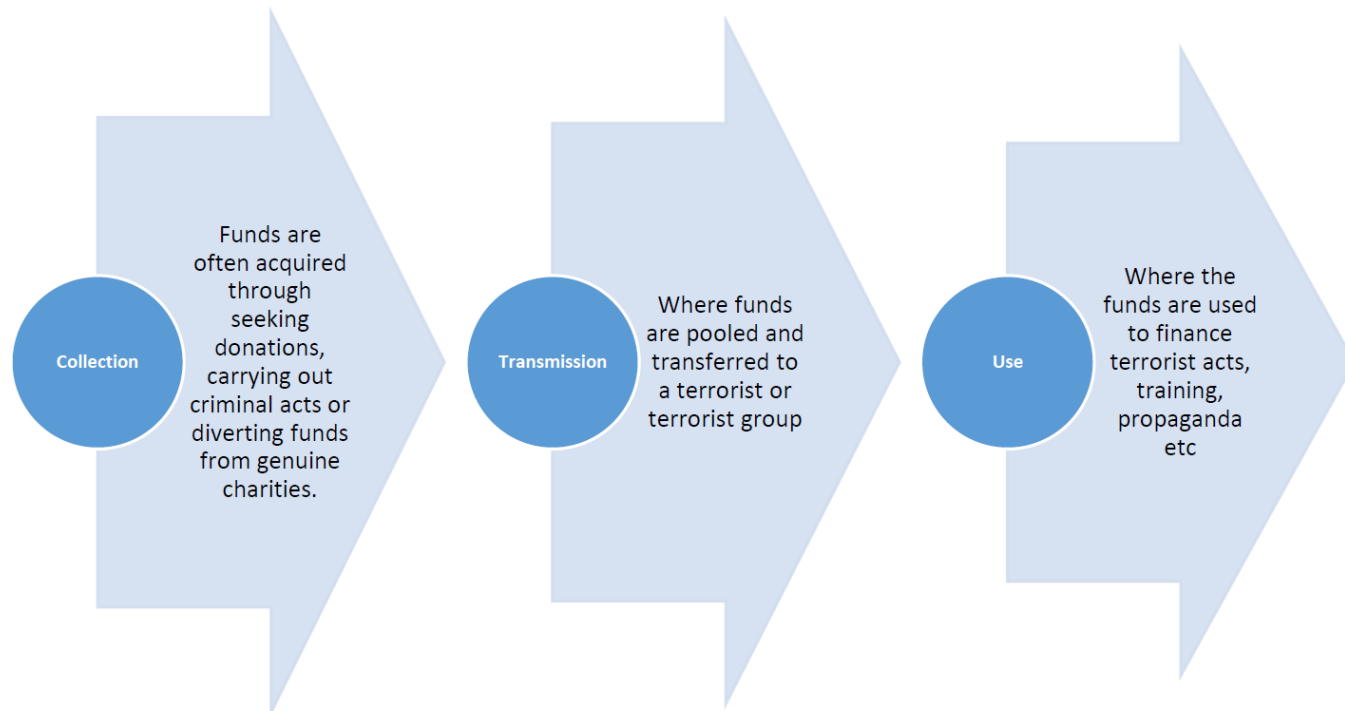 Collection
Funds are
often acquired
through
seeking
donations,
carrying out
criminal acts or
diverting funds
from genuine
charities.
Transmission
Where funds
are pooled and
transferred to
a terrorist or
terrorist group
Use
Where the
funds are used
to finance
terrorist acts,
training,
propaganda
etc